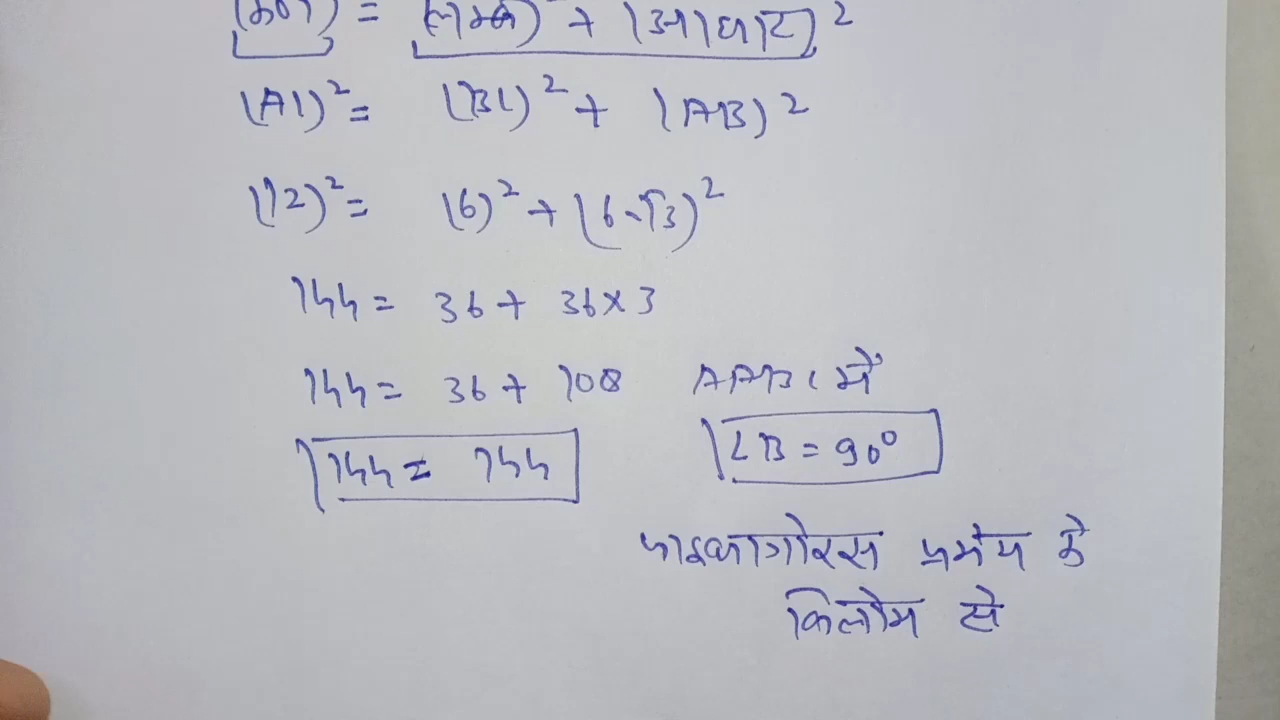 (कर्ण)² = (लम्ब)² + (आधार)²
(AC)² = (BC)² + (AB)²
(12)² = (6)² + (6√3)²
144 = 36 + 36×3
144 = 36 + 108 △ABC में
144 = 144 ∠B = 90°
पाइथागोरस प्रमेय के
विलोम से